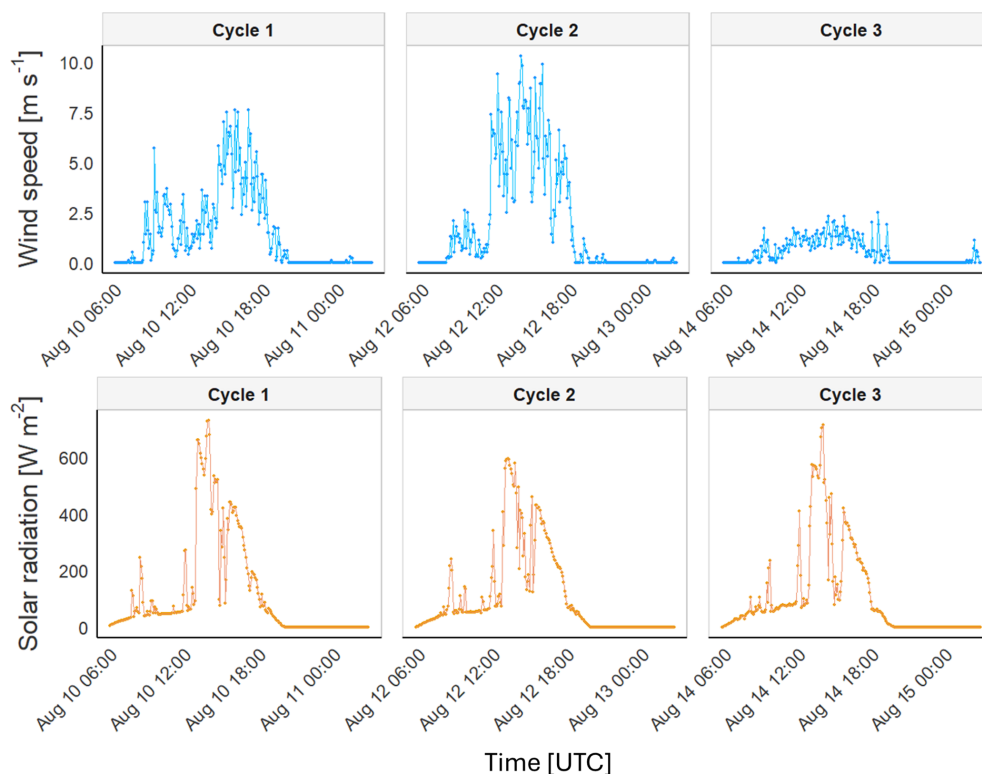 Cycle 1 Cycle 2 Cycle 3
Wind speed [m s⁻¹]
10.0
7.5
5.0
2.5
0.0
Aug 10 06:00 Aug 10 12:00 Aug 10 18:00 Aug 11 00:00 Aug 12 06:00 Aug 12 12:00 Aug 12 18:00 Aug 13 00:00 Aug 14 06:00 Aug 14 12:00 Aug 14 18:00 Aug 15 00:00
Cycle 1 Cycle 2 Cycle 3
Solar radiation [W m⁻²]
600
400
200
0
Aug 10 06:00 Aug 10 12:00 Aug 10 18:00 Aug 11 00:00 Aug 12 06:00 Aug 12 12:00 Aug 12 18:00 Aug 13 00:00 Aug 14 06:00 Aug 14 12:00 Aug 14 18:00 Aug 15 00:00
Time [UTC]